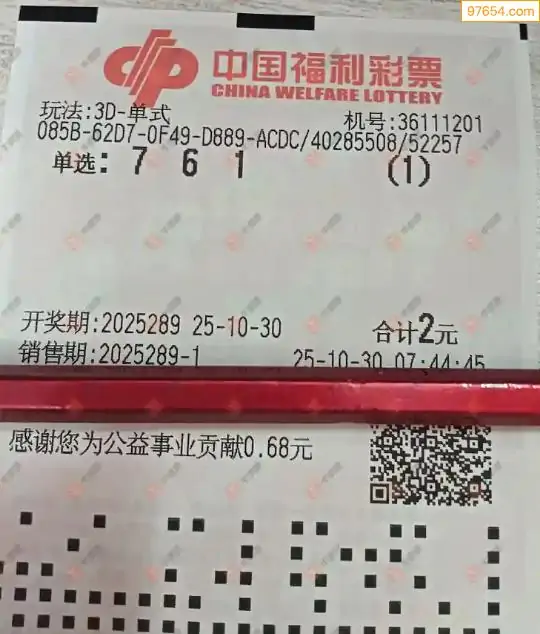 97654.com
中国福利彩票
CHINA WELFARE LOTTERY
玩法:3D-单式 机号:36111201
085B-62D7-0F49-D889-ACDC/40285508/52257
单选: 7 6 1 (1)
开奖期:2025289 25-10-30 合计2元
销售期:2025289-1 25-10-30 07:44:45
感谢您为公益事业贡献0.68元